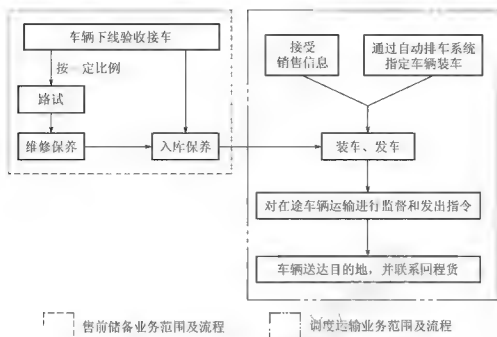 车辆下线验收接车
按一定比例
路试
维修保养
入库保养
接受
销售信息
通过自动排车系统
指定车辆装车
装车、发车
对在途车辆运输进行监督和发出指令
车辆送达目的地，并联系回程货
售前储备业务范围及流程
调度运输业务范围及流程